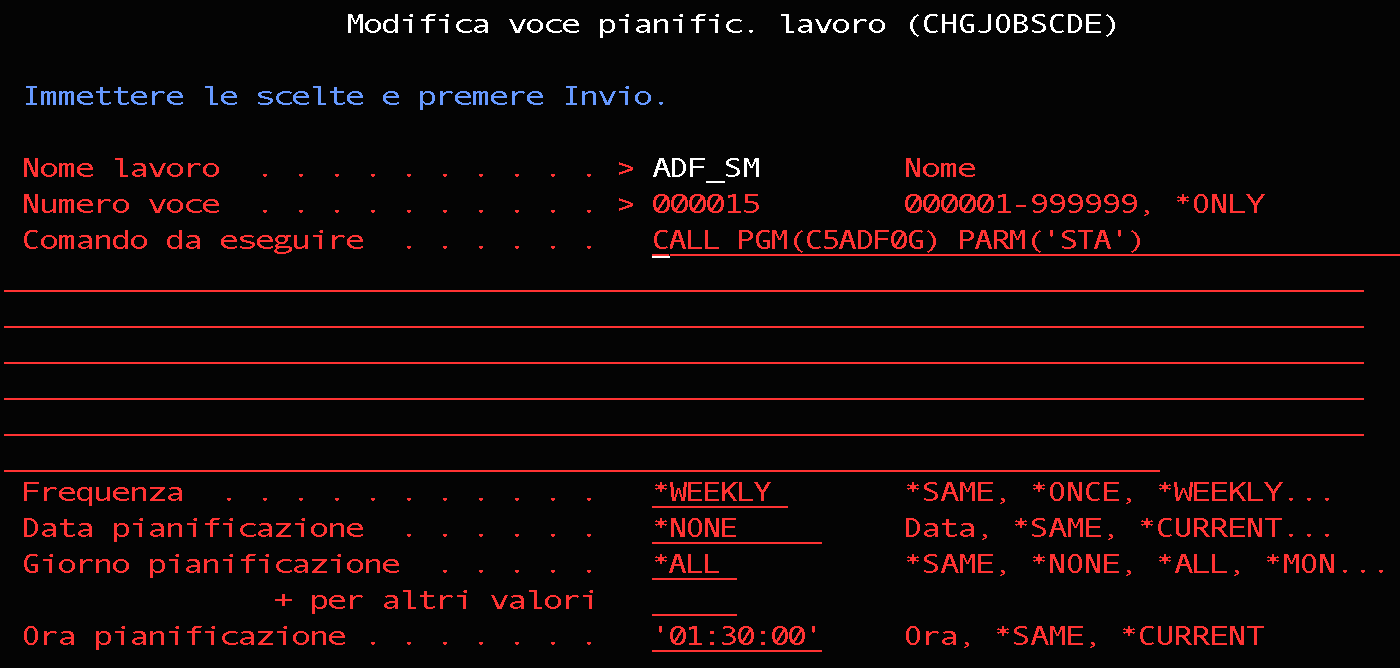 Modifica voce pianific. lavoro (CHGJOBSCDE)
Immettere le scelte e premere Invio.
Nome lavoro  . . . . . . . . . . > ADF_SM        Nome
Numero voce  . . . . . . . . . . > 000015        000001-999999, *ONLY
Comando da eseguire  . . . . . .   CALL PGM(C5ADF0G) PARM('STA')
Frequenza  . . . . . . . . . . .   *WEEKLY       *SAME, *ONCE, *WEEKLY...
Data pianificazione  . . . . . .   *NONE         Data, *SAME, *CURRENT...
Giorno pianificazione  . . . . .   *ALL          *SAME, *NONE, *ALL, *MON...
+ per altri valori
Ora pianificazione . . . . . . .   '01:30:00'    Ora, *SAME, *CURRENT